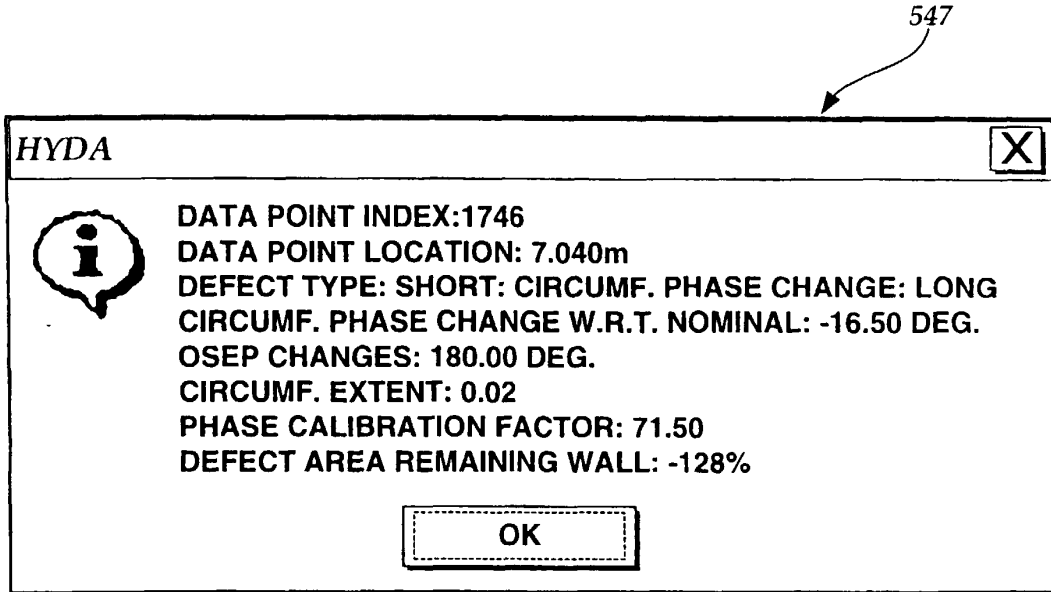 547
HYDA X
i
DATA POINT INDEX:1746
DATA POINT LOCATION: 7.040m
DEFECT TYPE: SHORT: CIRCUMF. PHASE CHANGE: LONG
CIRCUMF. PHASE CHANGE W.R.T. NOMINAL: -16.50 DEG.
OSEP CHANGES: 180.00 DEG.
CIRCUMF. EXTENT: 0.02
PHASE CALIBRATION FACTOR: 71.50
DEFECT AREA REMAINING WALL: -128%
OK